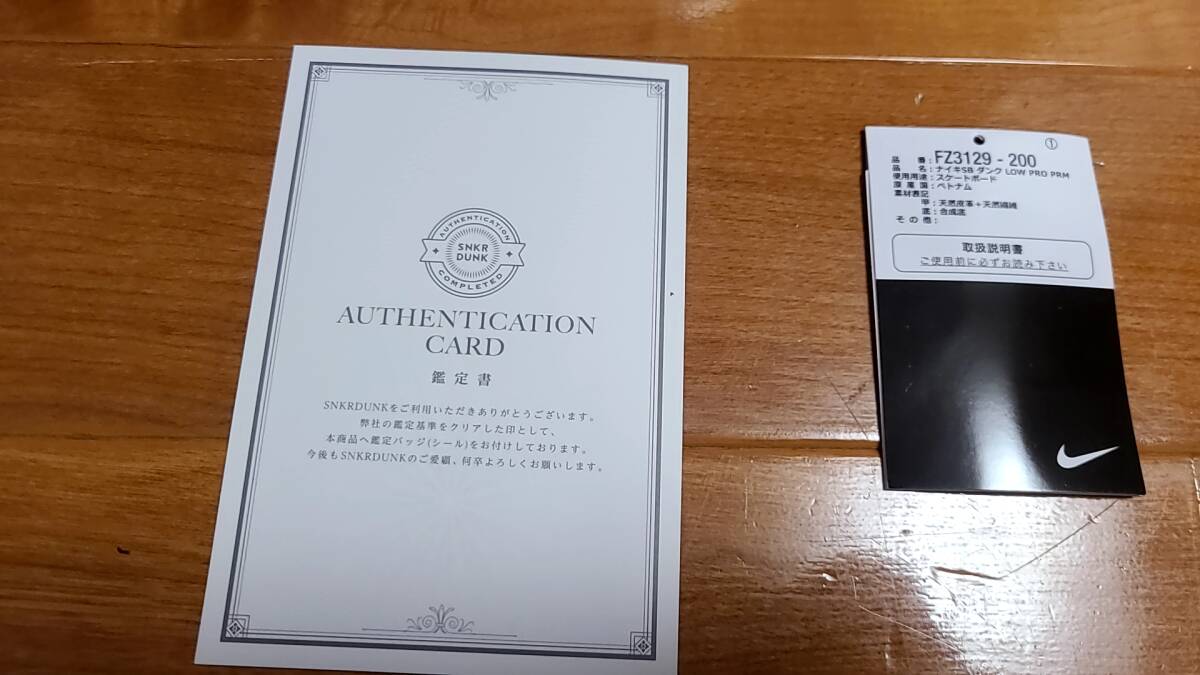 AUTHENTICATION
SNKR
DUNK
COMPLETED
AUTHENTICATION
CARD
鑑定書
SNKRDUNKをご利用いただきありがとうございます。
弊社の鑑定基準をクリアした印として、
本商品へ鑑定バッジ(シール)をお付けしております。
今後もSNKRDUNKのご愛顧、何卒よろしくお願いします。
①
品番:FZ3129-200
品名:ナイキSB ダンク LOW PRO PRM
使用用途:スケートボード
原産国:ベトナム
素材表記
甲:天然皮革+天然繊維
底:合成底
その他:
取扱説明書
ご使用前に必ずお読み下さい